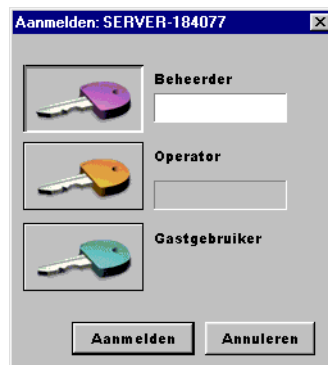 Aanmelden: SERVER-184077
Beheerder
Operator
Gastgebruiker
Aanmelden
Annuleren